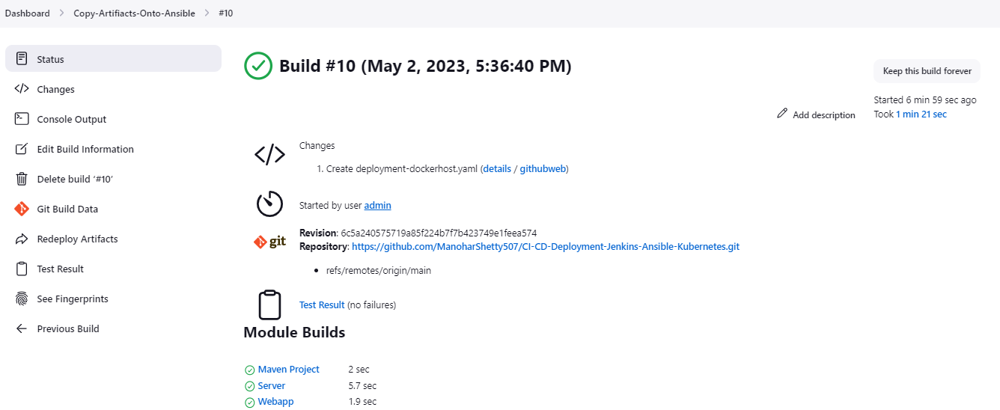 Dashboard > Copy-Artifiacts-Onto-Ansible > #10
Status
Changes
Console Output
Edit Build Information
Delete build ‘#10’
Git Build Data
Redeploy Artifacts
Test Result
See Fingerprints
Previous Build
Build #10 (May 2, 2023, 5:36:40 PM)
Keep this build forever
Started 6 min 59 sec ago
Took 1 min 21 sec
Add description
Changes
1. Create deployment-dockerhost.yaml (details / githubweb)
Started by user admin
git
Revision: 6c5a240575719a85f224b7f7b423749e1feea574
Repository: https://github.com/ManoharShetty507/CI-CD-Deployment-Jenkins-Ansible-Kubernetes.git
• refs/remotes/origin/main
Test Result (no failures)
Module Builds
Maven Project 2 sec
Server 5.7 sec
Webapp 1.9 sec